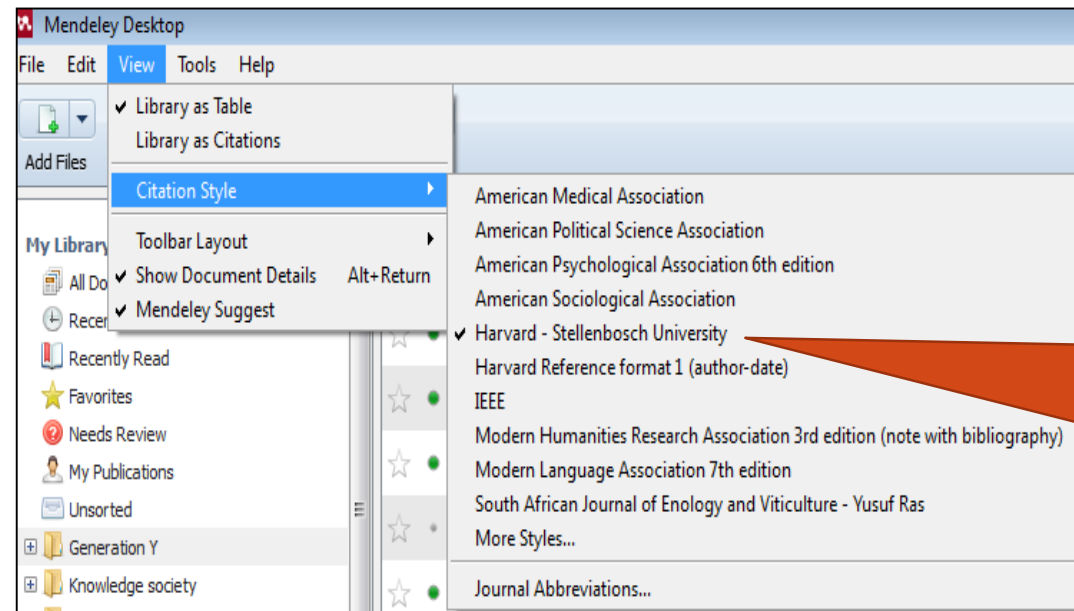 Mendeley Desktop
File Edit View Tools Help
Add Files
✔ Library as Table
Library as Citations
Citation Style
Toolbar Layout
✔ Show Document Details Alt+Return
✔ Mendeley Suggest
American Medical Association
American Political Science Association
American Psychological Association 6th edition
American Sociological Association
✔ Harvard - Stellenbosch University
Harvard Reference format 1 (author-date)
IEEE
Modern Humanities Research Association 3rd edition (note with bibliography)
Modern Language Association 7th edition
South African Journal of Enology and Viticulture - Yusuf Ras
More Styles...
Journal Abbreviations...
My Library
All Do
Recen
Recently Read
Favorites
Needs Review
My Publications
Unsorted
Generation Y
Knowledge society